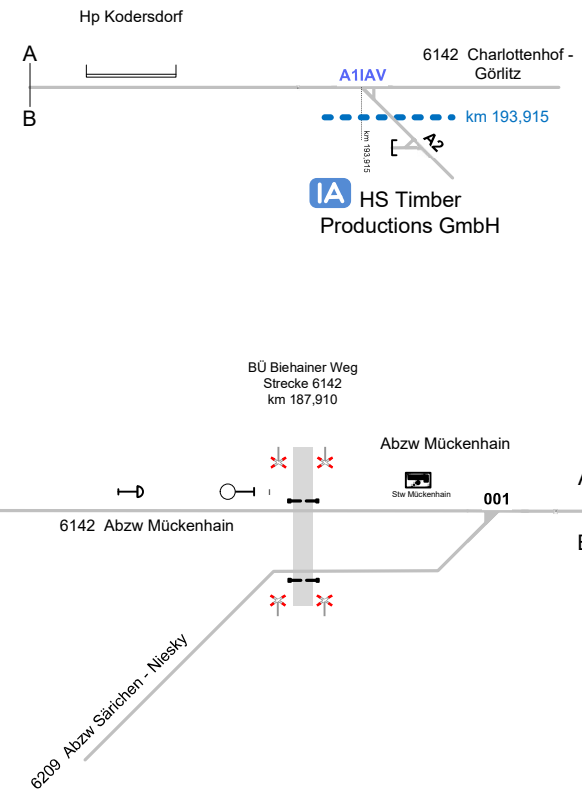 Hp Kodersdorf
A
B
A1IAV
6142 Charlottenhof -
Görlitz
km 193,915
km 193,915
A2
IA
HS Timber
Productions GmbH
BÜ Biehainer Weg
Strecke 6142
km 187,910
Abzw Mückenhain
Stw Mückenhain
001
A
6142 Abzw Mückenhain
B
6209 Abzw Särichen - Niesky